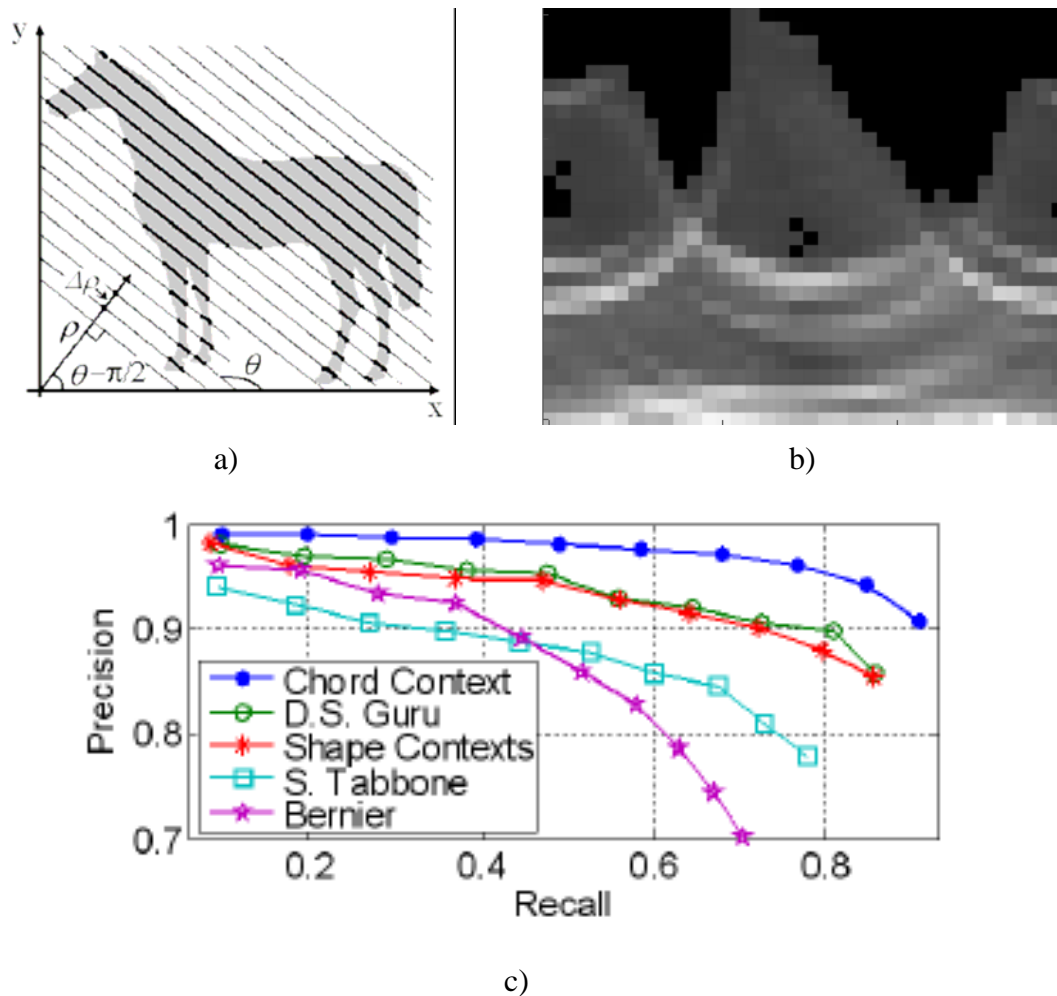 y
Δρ
ρ
θ−π/2
θ
x
a)
b)
1
0.9
0.8
0.7
Precision
Chord Context
D.S. Guru
Shape Contexts
S. Tabbone
Bernier
0.2 0.4 0.6 0.8
Recall
c)